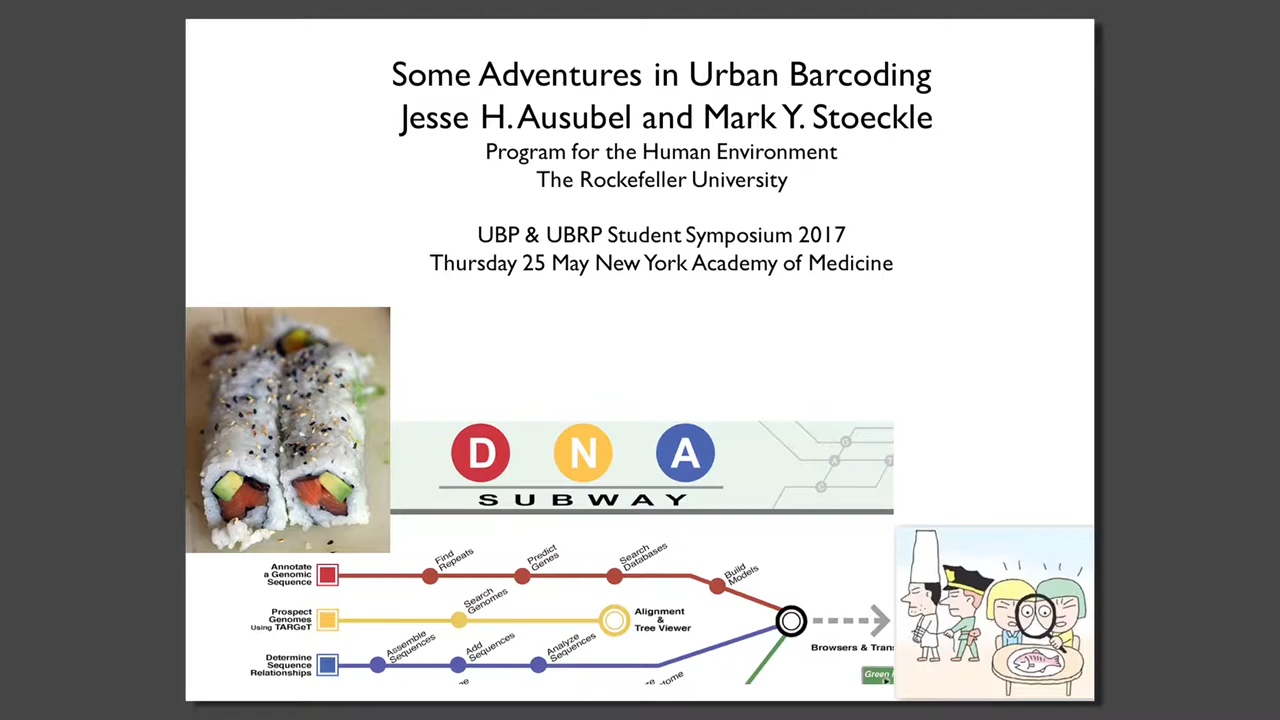 Some Adventures in Urban Barcoding
Jesse H. Ausubel and Mark Y. Stoeckle
Program for the Human Environment
The Rockefeller University
UBP & UBRP Student Symposium 2017
Thursday 25 May New York Academy of Medicine
D N A
SUBWAY
Annotate
a Genomic
Sequence
Find
Repeats
Predict
Genes
Search
Databases
Build
Models
Prospect
Genomes
Using TARGeT
Search
Genomes
Alignment
&
Tree Viewer
Determine
Sequence
Relationships
Assemble
Sequences
Add
Sequences
Analyze
Sequences
Browsers & Tran
Green